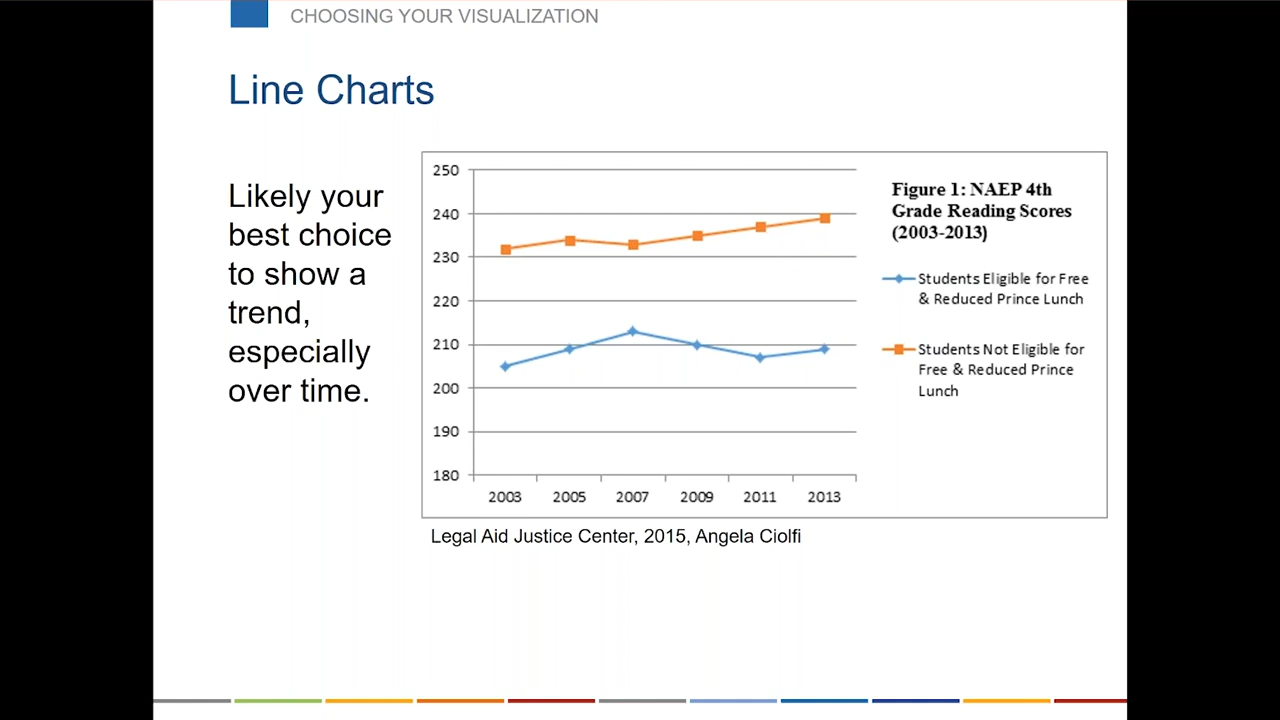 CHOOSING YOUR VISUALIZATION
Line Charts
Likely your
best choice
to show a
trend,
especially
over time.
250
240
230
220
210
200
190
180
2003 2005 2007 2009 2011 2013
Figure 1: NAEP 4th
Grade Reading Scores
(2003-2013)
Students Eligible for Free
& Reduced Prince Lunch
Students Not Eligible for
Free & Reduced Prince
Lunch
Legal Aid Justice Center, 2015, Angela Ciolfi